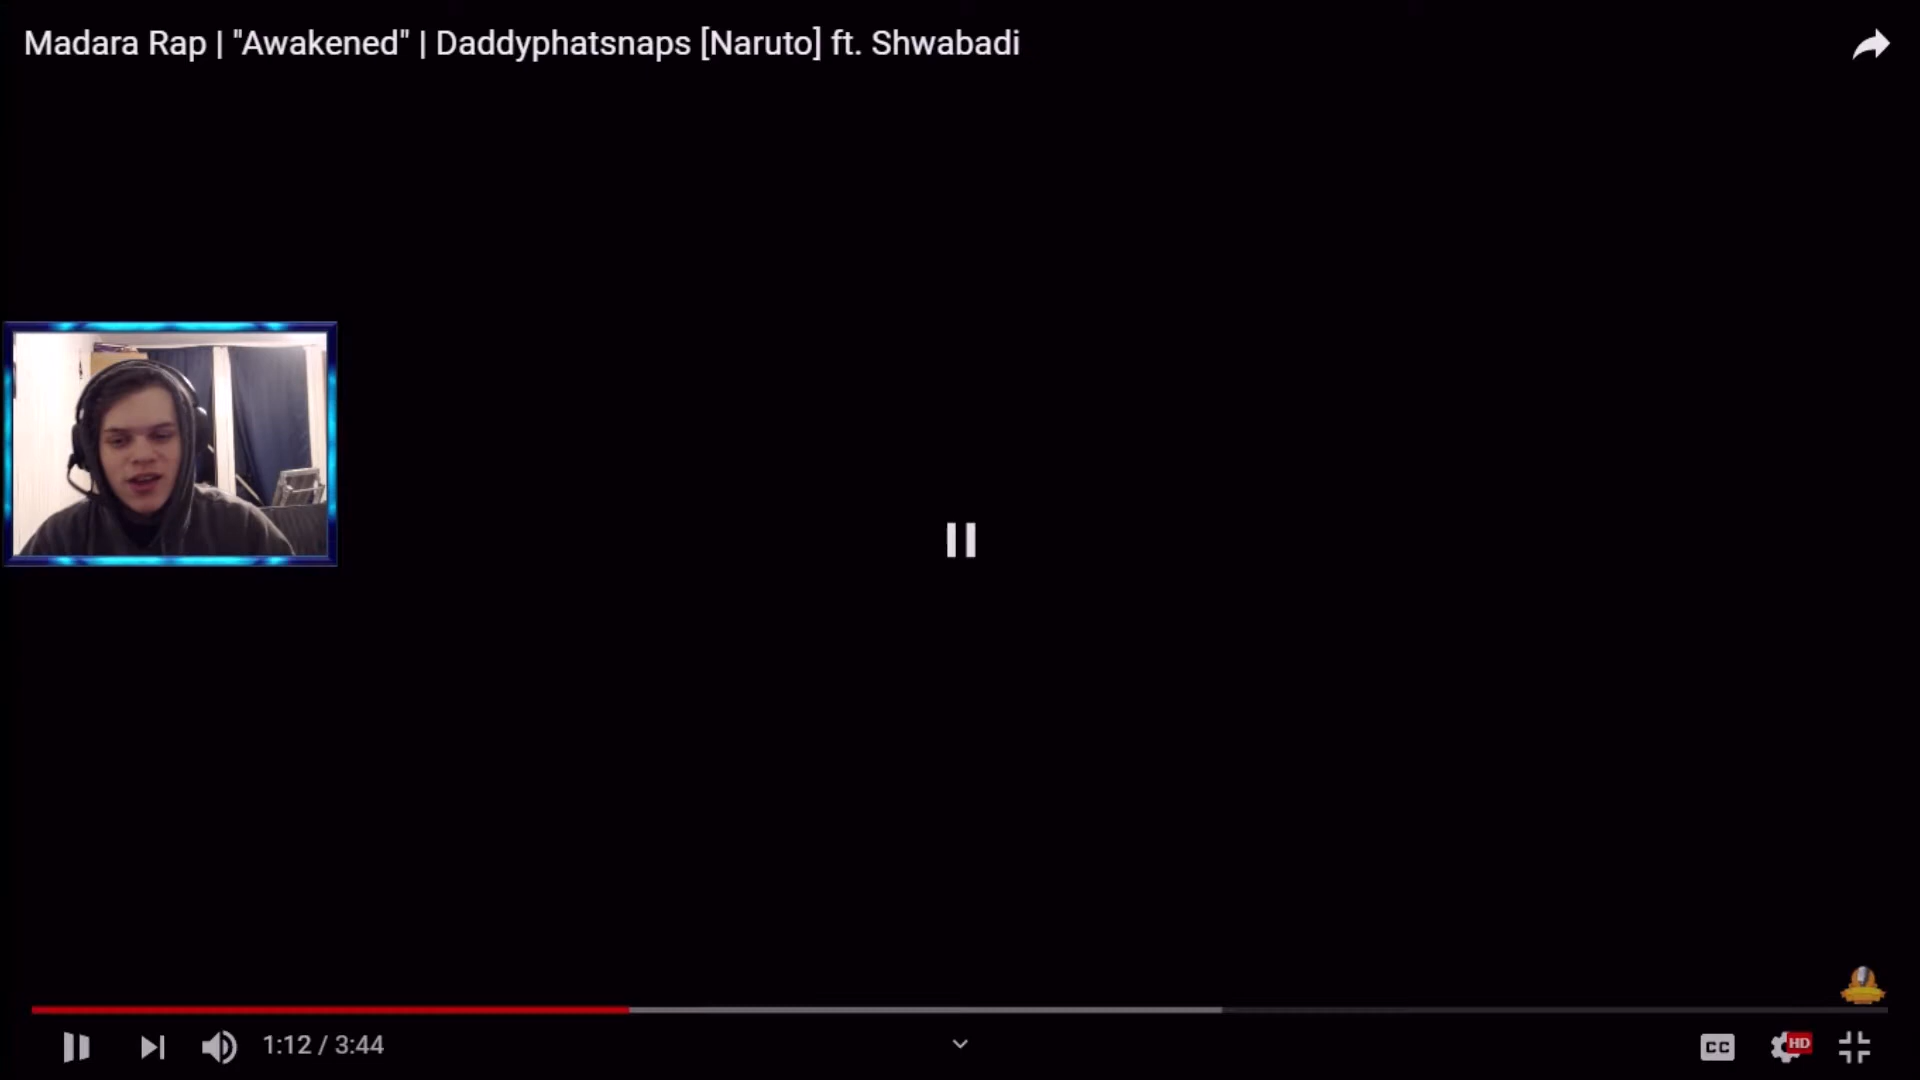 Madara Rap | "Awakened" | Daddyphatsnaps [Naruto] ft. Shwabadi
1:12 / 3:44
CC
HD